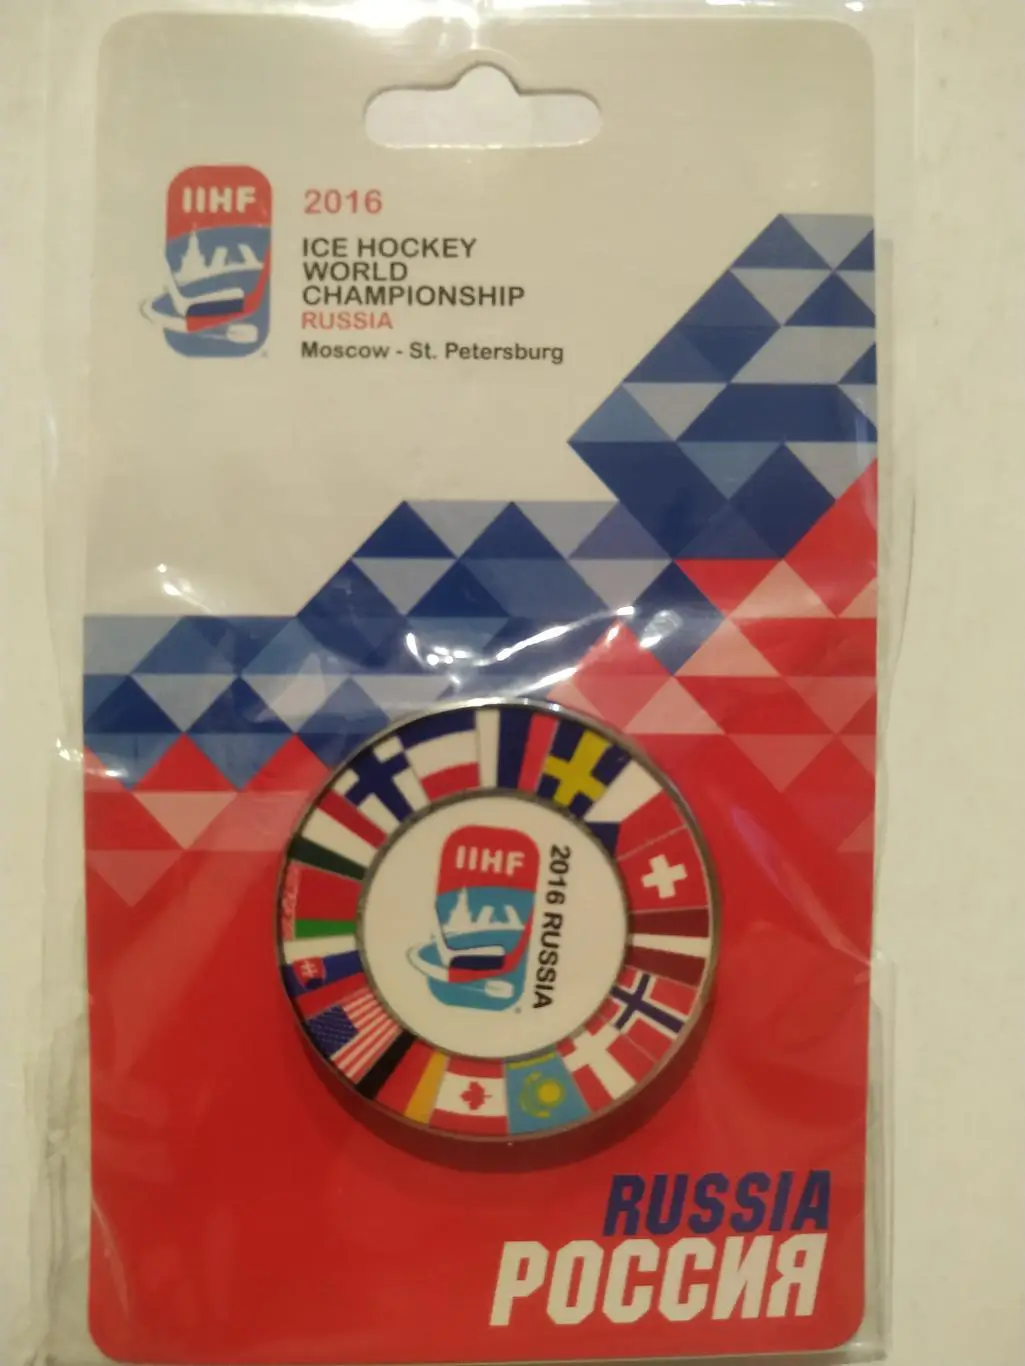 IIHF
2016
ICE HOCKEY
WORLD
CHAMPIONSHIP
RUSSIA
Moscow - St. Petersburg
IIHF
2016 RUSSIA
RUSSIA
РОССИЯ